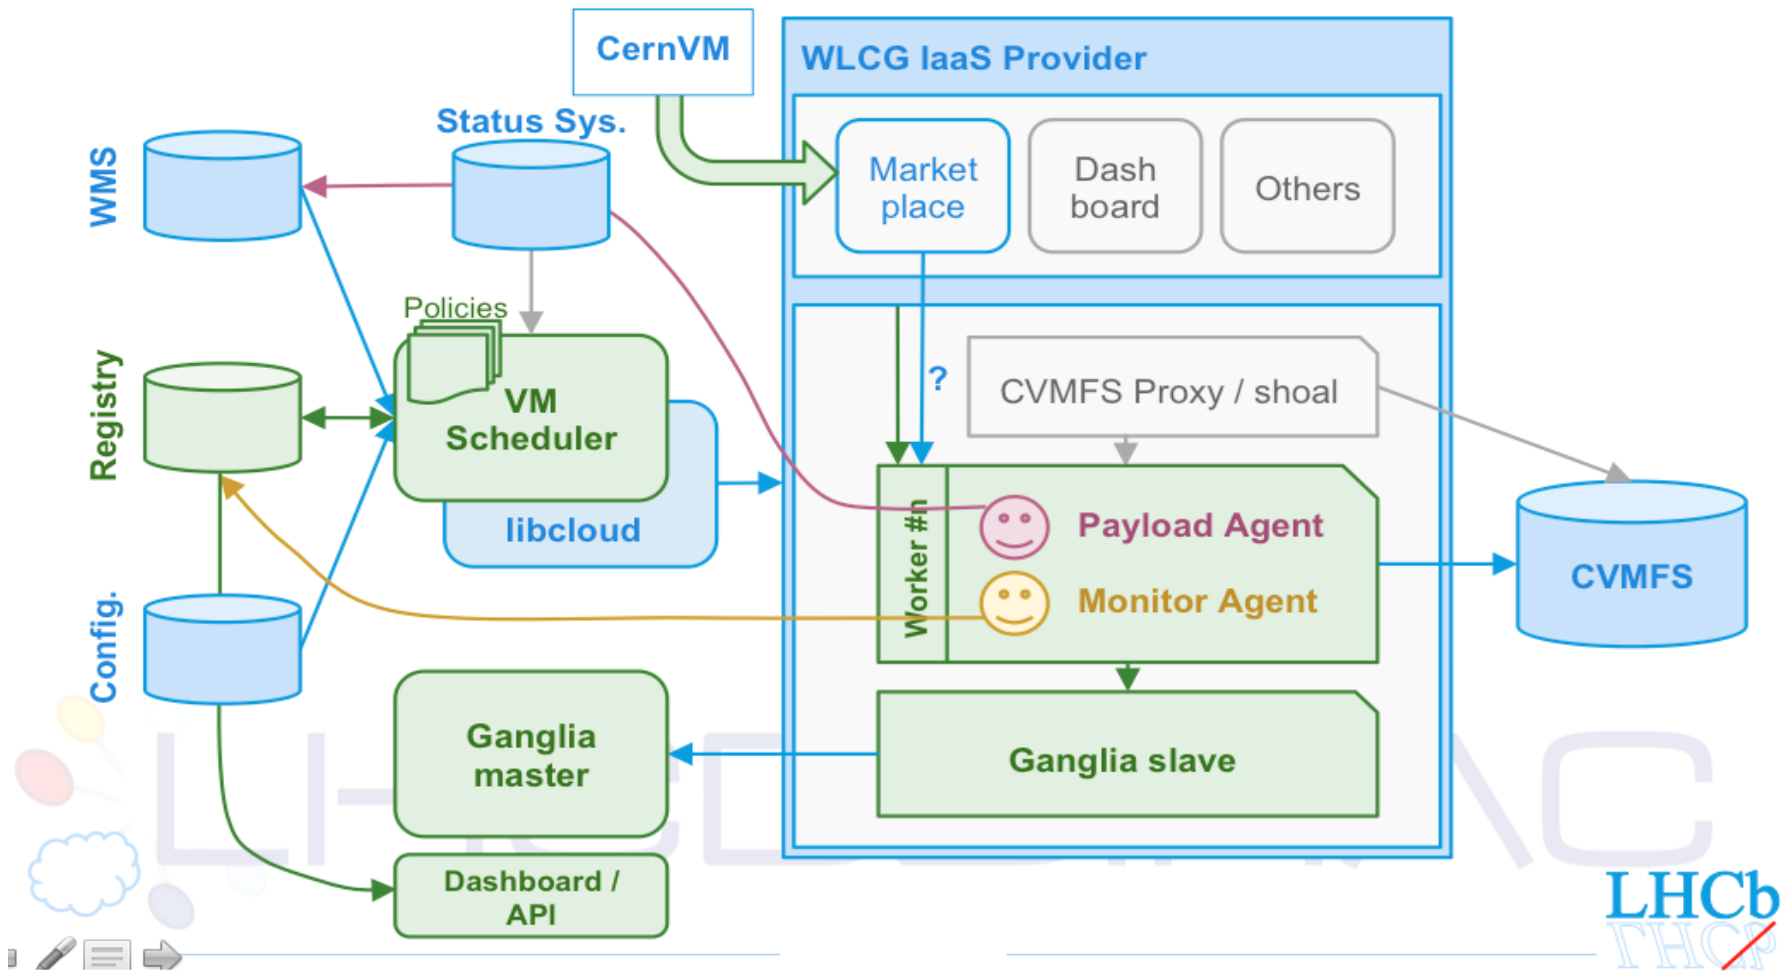 CernVM
WLCG IaaS Provider
Status Sys.
WMS
Market
place
Dash
board
Others
Policies
Registry
VM
Scheduler
?
CVMFS Proxy / shoal
libcloud
Worker #n
Payload Agent
Monitor Agent
CVMFS
Config.
Ganglia
master
Ganglia slave
Dashboard /
API
LHCb